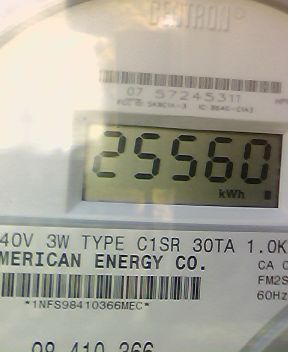 CENTRON
07 57245311
25560
kWh
40V 3W TYPE C1SR 30TA 1.0K
MERICAN ENERGY CO.
CA
FM2S
60Hz
*1NFS98410366MEC*
98 410 366